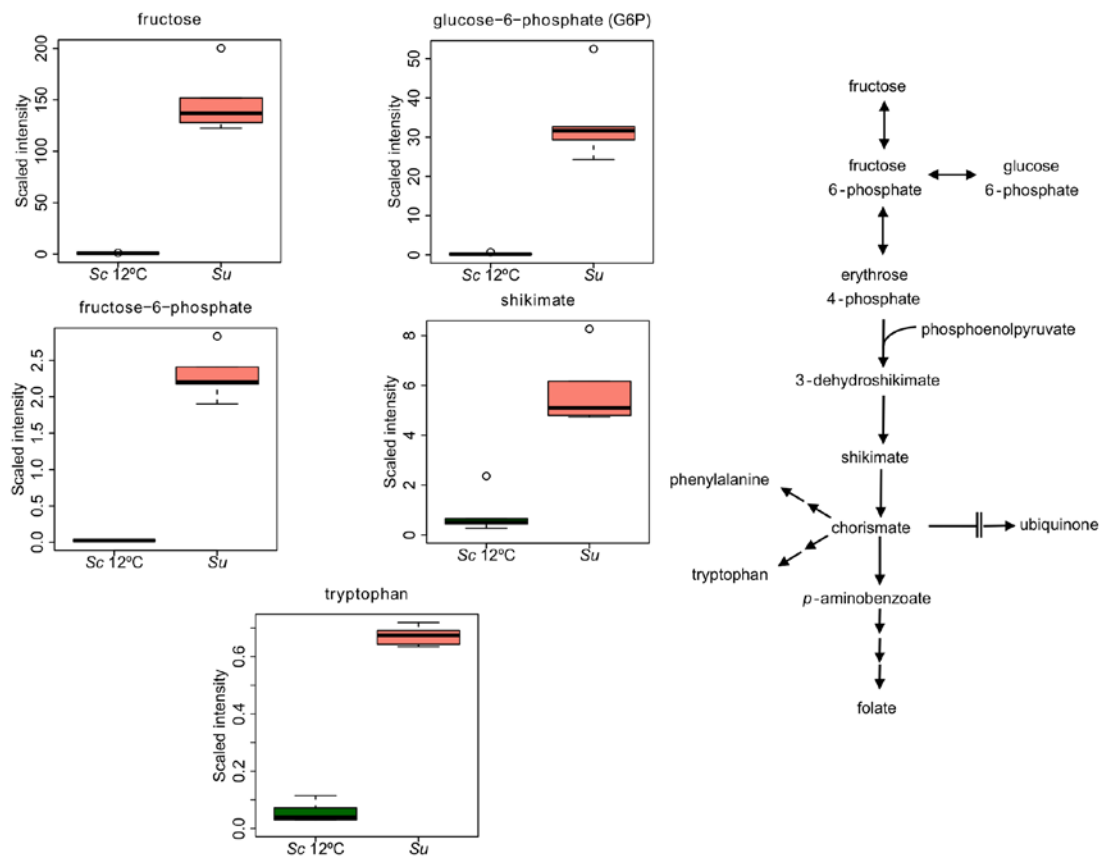 fructose
Scaled intensity
200
150
100
50
0
Sc 12ºC
Su
glucose-6-phosphate (G6P)
Scaled intensity
50
40
30
20
10
0
Sc 12ºC
Su
fructose-6-phosphate
Scaled intensity
2.5
2.0
1.5
1.0
0.5
0.0
Sc 12ºC
Su
shikimate
Scaled intensity
8
6
4
2
0
Sc 12ºC
Su
tryptophan
Scaled intensity
0.6
0.4
0.2
0.0
Sc 12ºC
Su
fructose
fructose
6-phosphate
glucose
6-phosphate
erythrose
4-phosphate
phosphoenolpyruvate
3-dehydroshikimate
shikimate
phenylalanine
chorismate
ubiquinone
tryptophan
p-aminobenzoate
folate